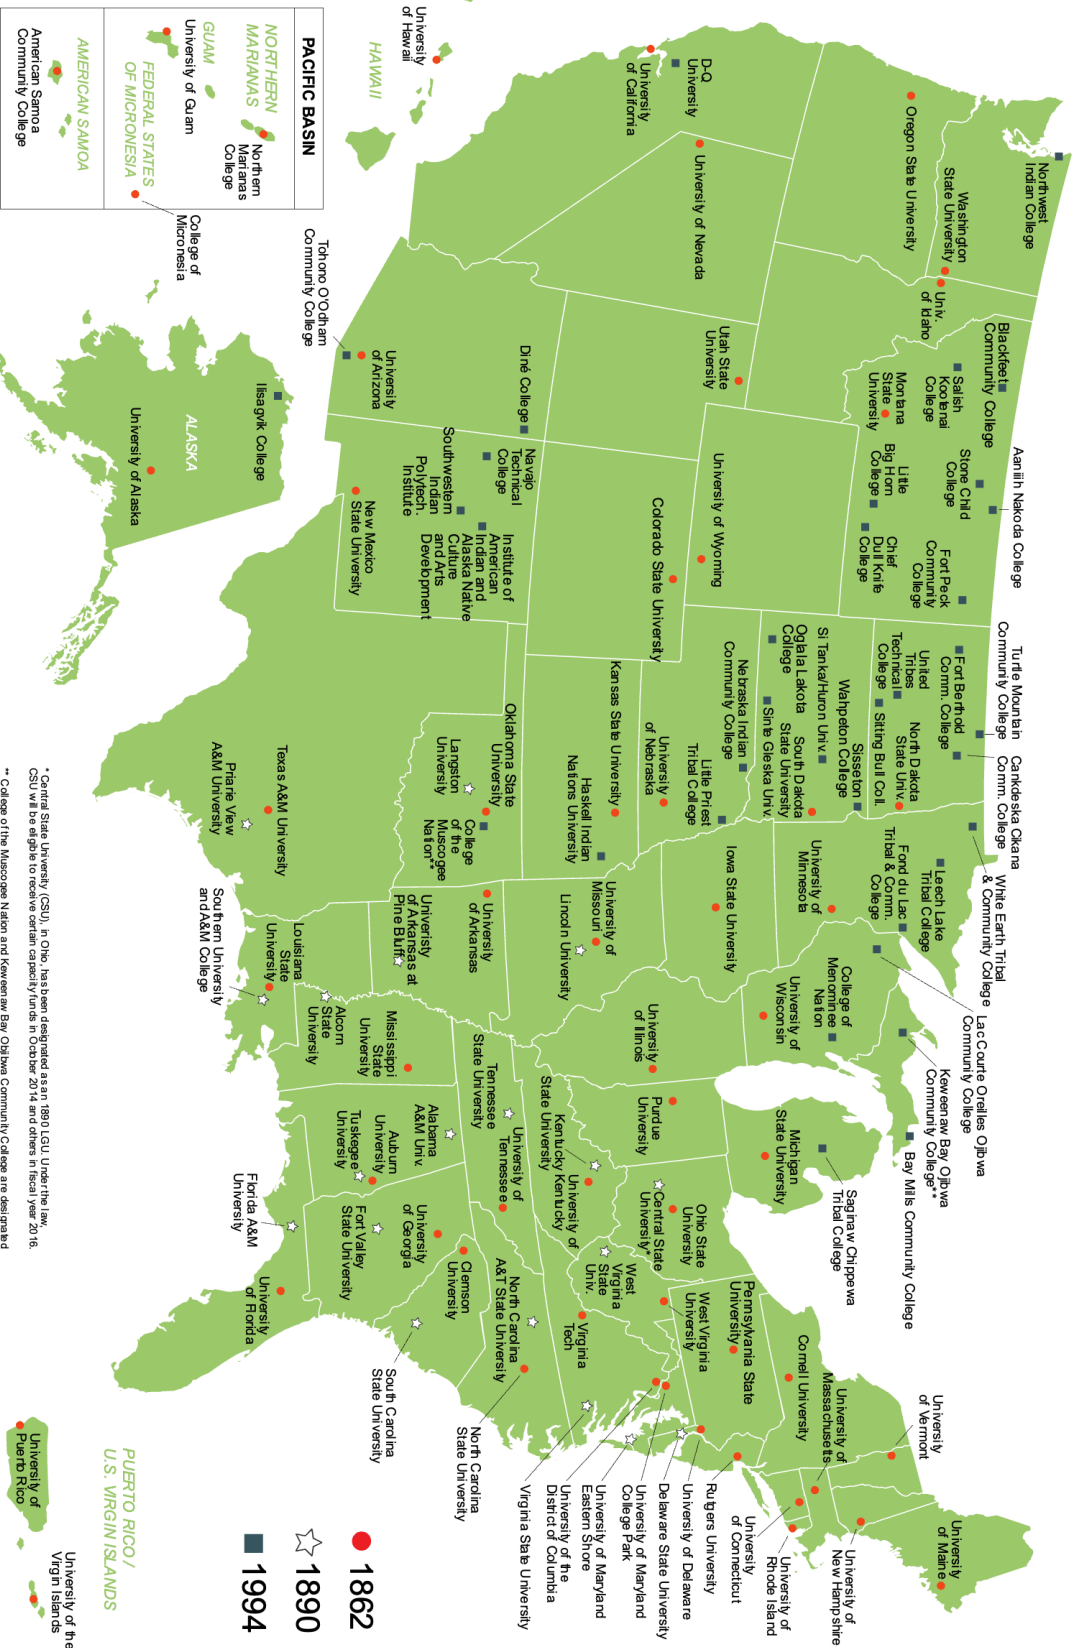 Northwest
Indian College
Washington
State University
Oregon State University
Univ.
of Idaho
D-Q
University
University
of California
University of Nevada
Utah State
University
University
of Arizona
Tohono O'Odham
Community College
Diné College
Navajo
Technical
College
Southwestern
Indian
Polytech.
Institute
Institute of
American
Indian and
Alaska Native
Culture
and Arts
Development
New Mexico
State University
Blackfeet
Community College
Salish
Kootenai
College
Montana
State
University
Stone Child
College
Aaniiih Nakoda College
Little
Big Horn
College
Chief
Dull Knife
College
Fort Peck
Community
College
University of Wyoming
Colorado State University
Turtle Mountain
Community College
Fort Berthold
Comm. College
United
Tribes
Technical
College
Cankdeska Cikana
Comm. College
North Dakota
State Univ.
Sitting Bull Coll.
Sisseton
Wahpeton College
Si Tanka/Huron Univ.
Oglala Lakota
College
South Dakota
State University
Sinte Gleska Univ.
Nebraska Indian
Community College
Little Priest
Tribal College
University
of Nebraska
Kansas State University
Haskell Indian
Nations University
Oklahoma State
University
Langston
University
College
of the
Muscogee
Nation**
Texas A&M University
Priarie View
A&M University
White Earth Tribal
& Community College
Leech Lake
Tribal College
Fond du Lac
Tribal & Comm.
College
University of
Minnesota
Iowa State University
University of
Missouri
Lincoln University
University
of Arkansas
Univeristy
of Arkansas at
Pine Bluff
Louisiana
State
University
Southern University
and A&M College
Lac Courte Oreilles Ojibwa
Community College
College of
Menominee
Nation
University of
Wisconsin
University
of Illinois
Keweenaw Bay Ojibwa
Community College**
Bay Mills Community College
Saginaw Chippewa
Tribal College
Michigan
State University
Purdue
University
Ohio State
University
Central State
University*
Kentucky
State University
University of
Kentucky
Tennessee
State University
University of
Tennessee
Mississippi
State
University
Alcorn
State
University
Alabama
A&M Univ.
Auburn
University
Tuskegee
University
University
of Georgia
Fort Valley
State University
Florida A&M
University
University
of Florida
Clemson
University
South Carolina
State University
North Carolina
A&T State University
North Carolina
State University
West
Virginia
State
Univ.
West Virginia
University
Virginia
Tech
Virginia State University
University of the
District of Columbia
University of Maryland
Eastern Shore
University of Maryland
College Park
Delaware State University
University of Delaware
Rutgers University
Pennsylvania State
University
Cornell University
University
of Connecticut
University of
Rhode Island
University of
Massachusetts
University of
New Hampshire
University
of Vermont
University
of Maine
HAWAII
University
of Hawaii
PACIFIC BASIN
NORTHERN
MARIANAS
Northern
Marianas
College
GUAM
University of Guam
FEDERAL STATES
OF MICRONESIA
College of
Micronesia
AMERICAN SAMOA
American Samoa
Community College
ALASKA
Ilisagvik College
University of Alaska
PUERTO RICO /
U.S. VIRGIN ISLANDS
University of
Puerto Rico
University of the
Virgin Islands
1862
1890
1994
* Central State University (CSU), in Ohio, has been designated as an 1890 LGU. Under the law,
CSU will be eligible to receive certain capacity funds in October 2014 and others in fiscal year 2016.
** College of the Muscogee Nation and Keweenaw Bay Objibwa Community College are designated